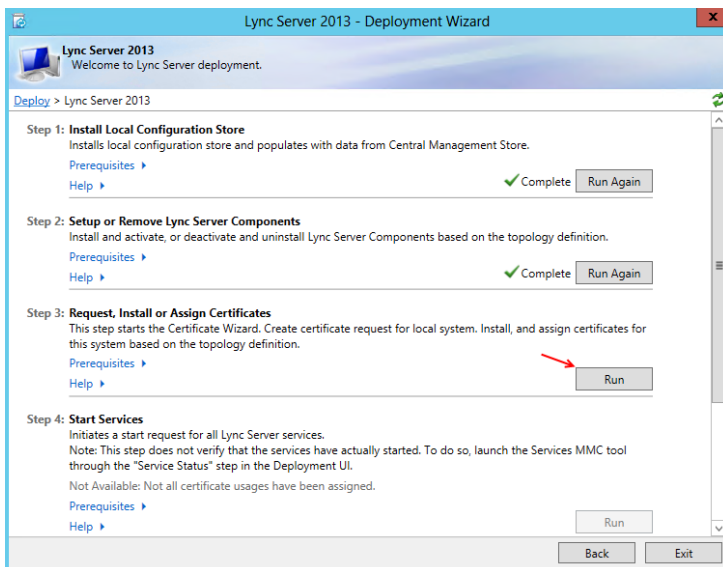 Lync Server 2013 - Deployment Wizard
x
Lync Server 2013
Welcome to Lync Server deployment.
Deploy > Lync Server 2013
Step 1: Install Local Configuration Store
Installs local configuration store and populates with data from Central Management Store.
Prerequisites
Help
Complete Run Again
Step 2: Setup or Remove Lync Server Components
Install and activate, or deactivate and uninstall Lync Server Components based on the topology definition.
Prerequisites
Help
Complete Run Again
Step 3: Request, Install or Assign Certificates
This step starts the Certificate Wizard. Create certificate request for local system. Install, and assign certificates for
this system based on the topology definition.
Prerequisites
Help
Run
Step 4: Start Services
Initiates a start request for all Lync Server services.
Note: This step does not verify that the services have actually started. To do so, launch the Services MMC tool
through the "Service Status" step in the Deployment UI.
Not Available: Not all certificate usages have been assigned.
Prerequisites
Help
Run
Back Exit